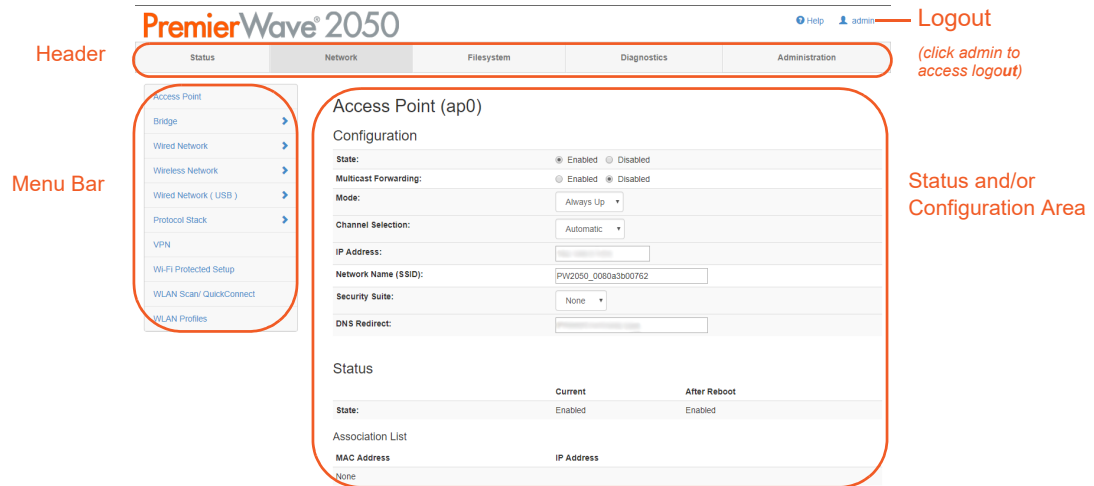 PremierWave® 2050
Help admin
Logout
(click admin to
access logout)
Header
Status Network Filesystem Diagnostics Administration
Menu Bar
Access Point
Bridge
Wired Network
Wireless Network
Wired Network ( USB )
Protocol Stack
VPN
Wi-Fi Protected Setup
WLAN Scan/ QuickConnect
WLAN Profiles
Access Point (ap0)
Configuration
State: Enabled Disabled
Multicast Forwarding: Enabled Disabled
Mode: Always Up
Channel Selection: Automatic
IP Address:
Network Name (SSID): PW2050_0080a3b00762
Security Suite: None
DNS Redirect:
Status
Current After Reboot
State: Enabled Enabled
Association List
MAC Address IP Address
None
Status and/or
Configuration Area